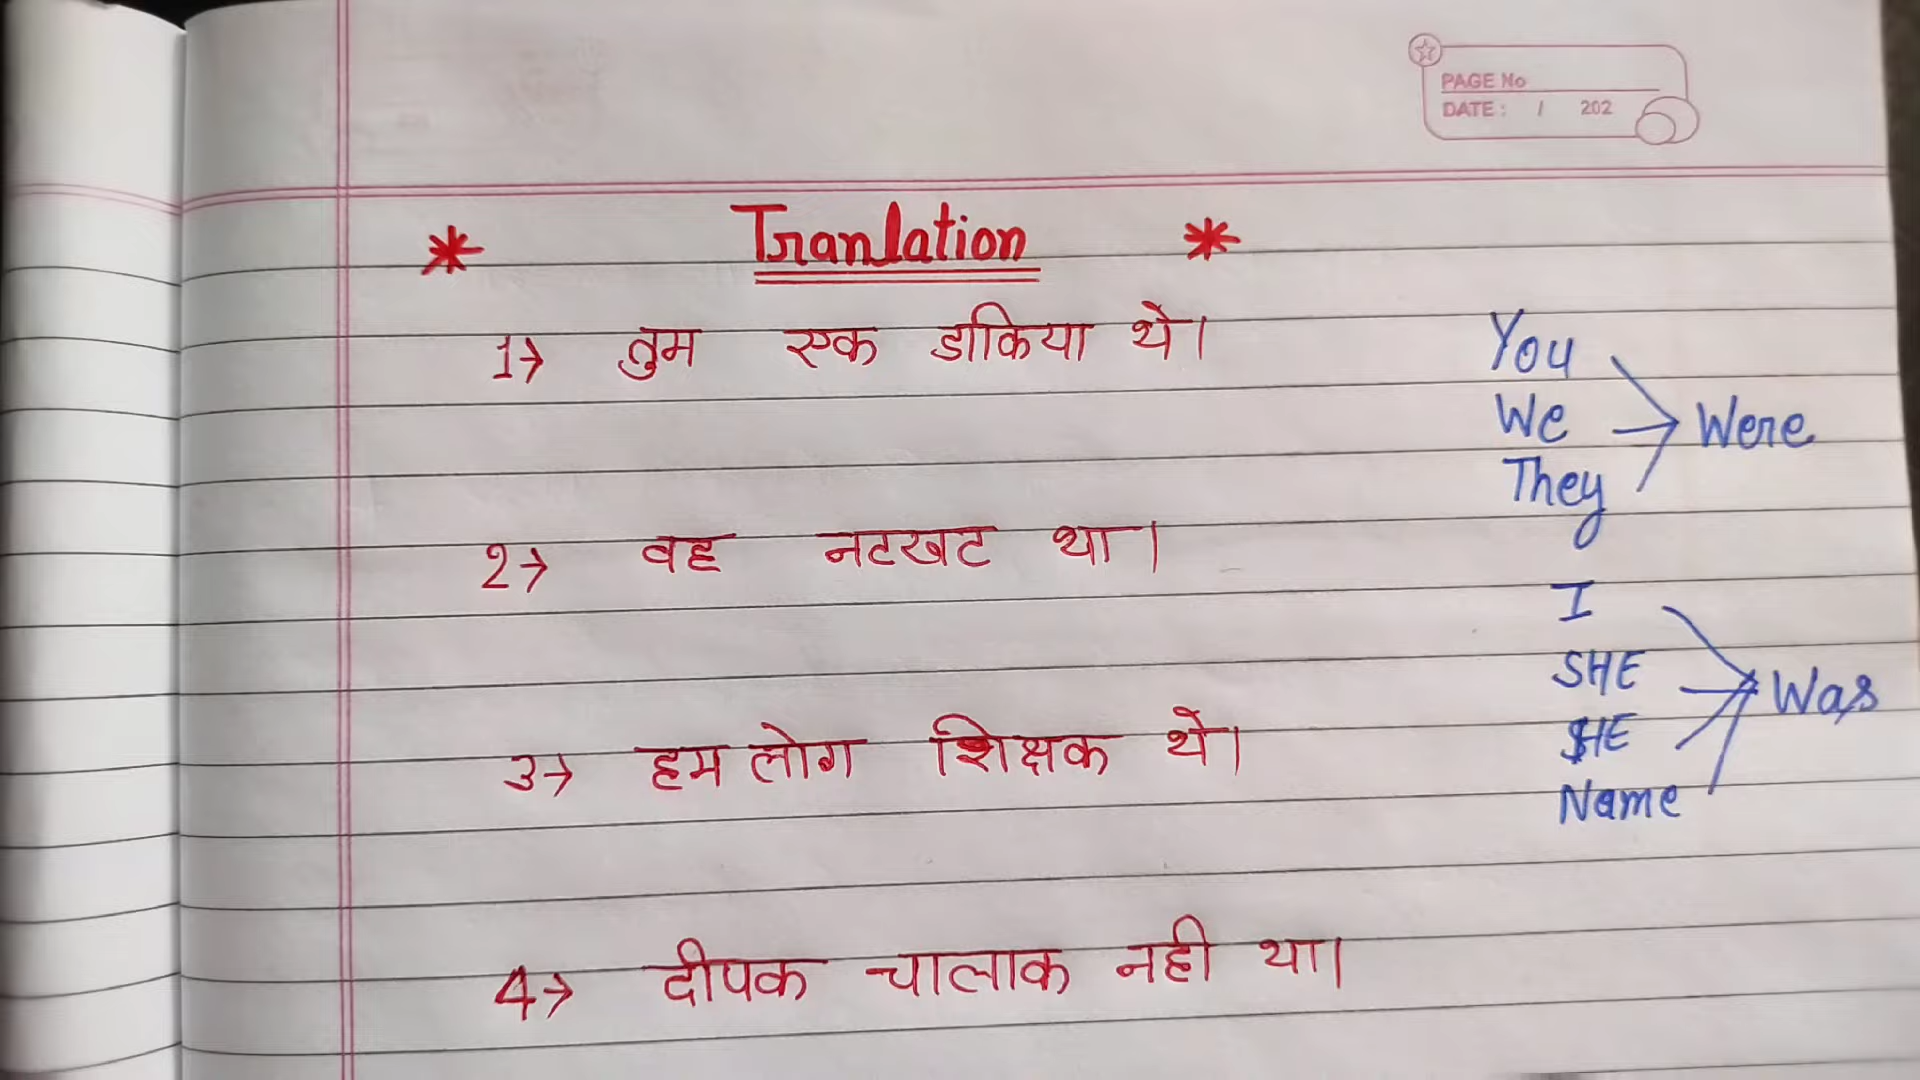 PAGE No
DATE : / 202
* Tranlation *
1→ तुम एक डाकिया थे।
2→ वह नटखट था।
3→ हम लोग शिक्षक थे।
4→ दीपक चालाक नही था।
You
We
They
Were
I
SHE
HE
Name
Was